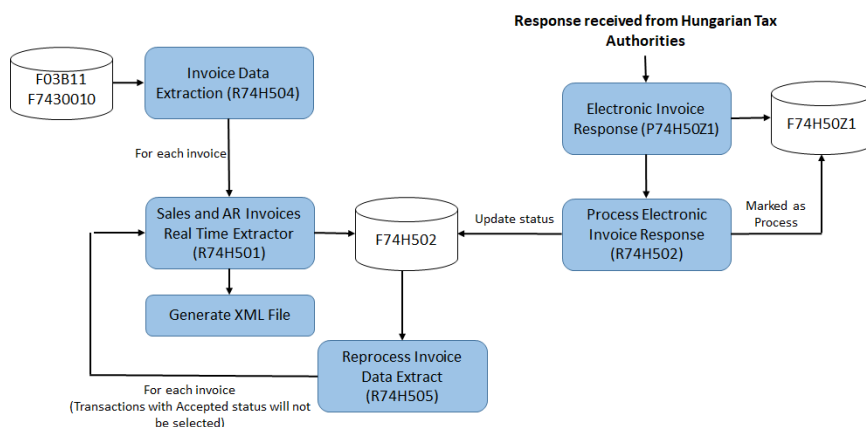 Response received from Hungarian Tax
Authorities
F03B11
F7430010
Invoice Data
Extraction (R74H504)
Electronic Invoice
Response (P74H50Z1)
F74H50Z1
For each invoice
Sales and AR Invoices
Real Time Extractor
(R74H501)
F74H502
Update status
Process Electronic
Invoice Response
(R74H502)
Marked as
Process
Generate XML File
Reprocess Invoice
Data Extract
(R74H505)
For each invoice
(Transactions with Accepted status will not
be selected)